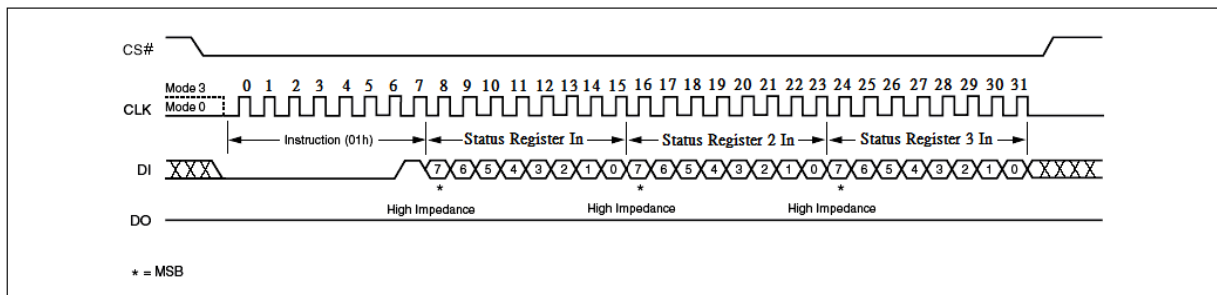 CS#
Mode 3
0 1 2 3 4 5 6 7 8 9 10 11 12 13 14 15 16 17 18 19 20 21 22 23 24 25 26 27 28 29 30 31
CLK
Mode 0
Instruction (01h)
Status Register In
Status Register 2 In
Status Register 3 In
DI
7 6 5 4 3 2 1 0 7 6 5 4 3 2 1 0 7 6 5 4 3 2 1 0
* * *
High Impedance High Impedance High Impedance
DO
* = MSB